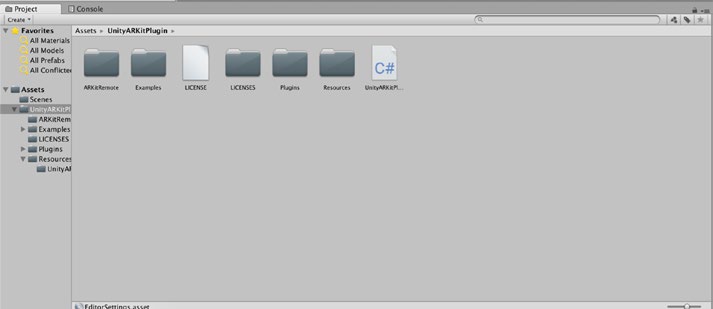 Project
Console
Create
Favorites
All Materials
All Models
All Prefabs
All Conflicted
Assets
Scenes
UnityARKitPl
ARKitRem
Examples
LICENSES
Plugins
Resources
UnityAR
Assets UnityARKitPlugin
ARKitRemote
Examples
LICENSE
LICENSES
Plugins
Resources
C#
UnityARKitPl...
EditorSettings.asset